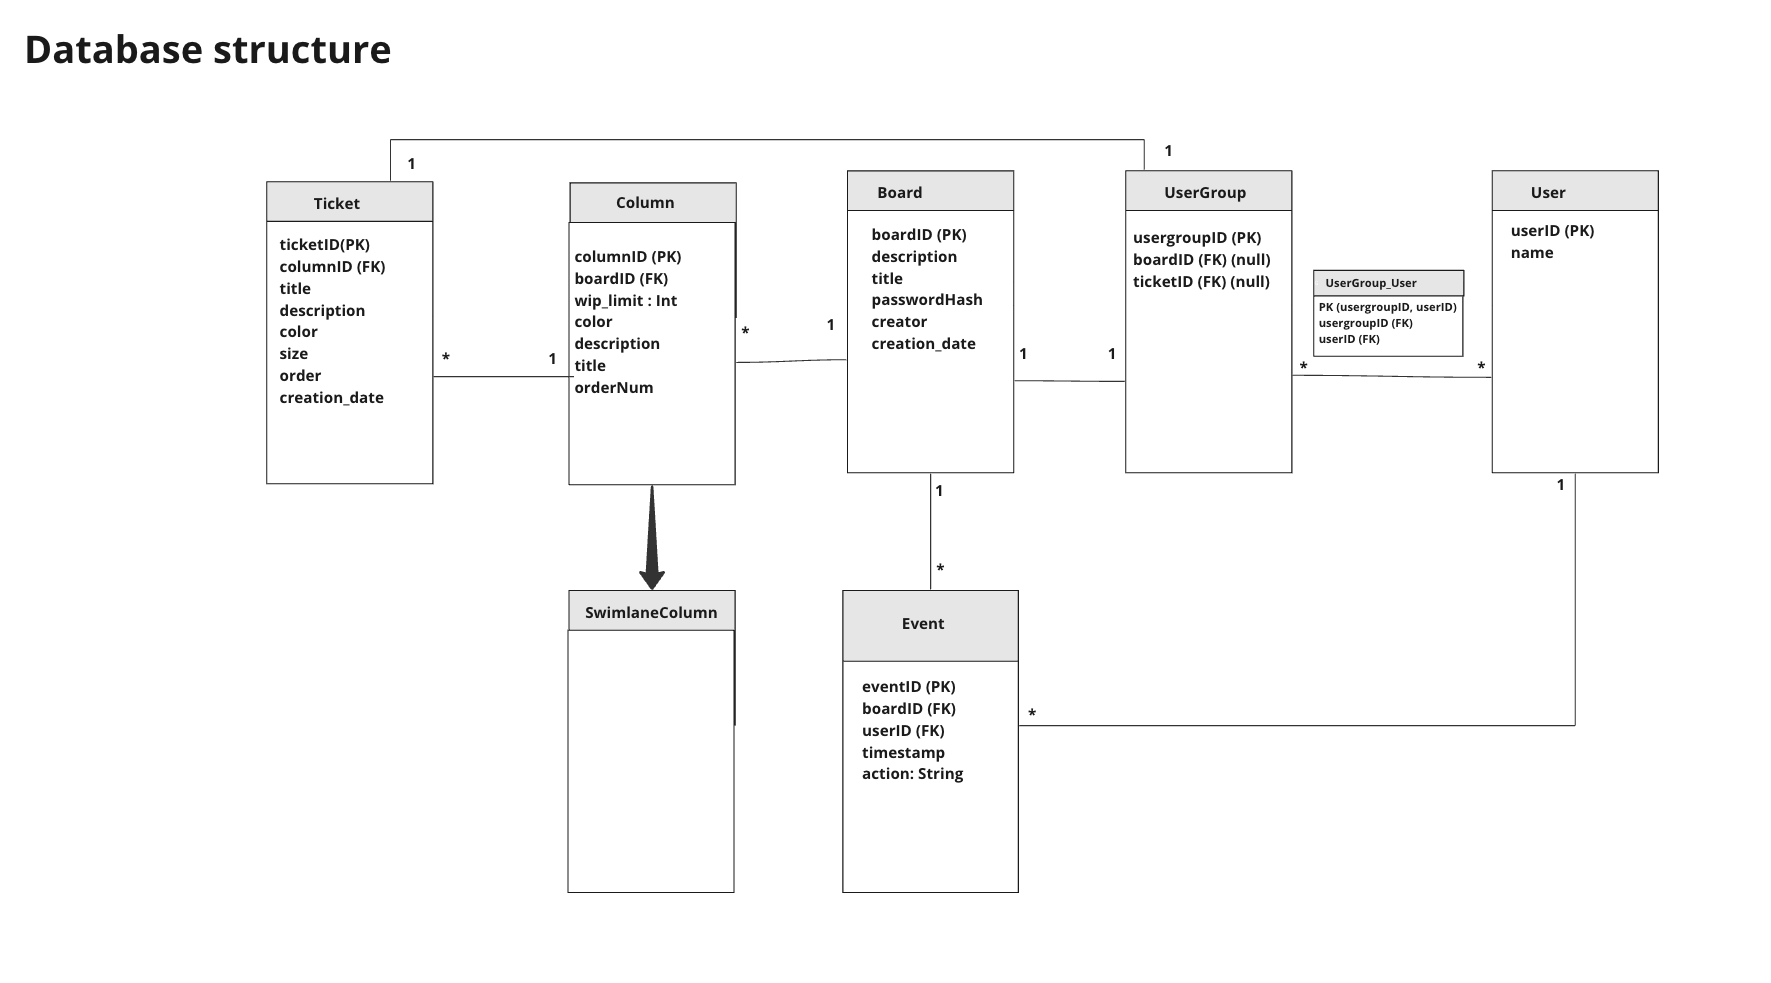 Database structure
1
1
Ticket
ticketID(PK)
columnID (FK)
title
description
color
size
order
creation_date
*
1
Column
columnID (PK)
boardID (FK)
wip_limit : Int
color
description
title
orderNum
*
1
Board
boardID (PK)
description
title
passwordHash
creator
creation_date
1
1
UserGroup
usergroupID (PK)
boardID (FK) (null)
ticketID (FK) (null)
UserGroup_User
PK (usergroupID, userID)
usergroupID (FK)
userID (FK)
*
*
User
userID (PK)
name
1
1
*
SwimlaneColumn
Event
eventID (PK)
boardID (FK)
userID (FK)
timestamp
action: String
*